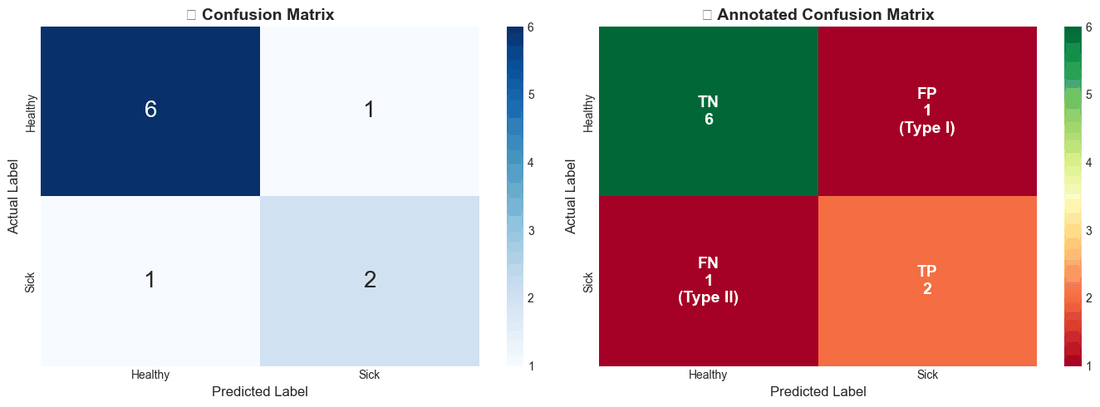 ▯ Confusion Matrix
Actual Label
Healthy
Sick
6
1
1
2
Healthy
Sick
Predicted Label
6
5
4
3
2
1
▯ Annotated Confusion Matrix
Actual Label
Healthy
Sick
TN
6
FP
1
(Type I)
FN
1
(Type II)
TP
2
Healthy
Sick
Predicted Label
6
5
4
3
2
1